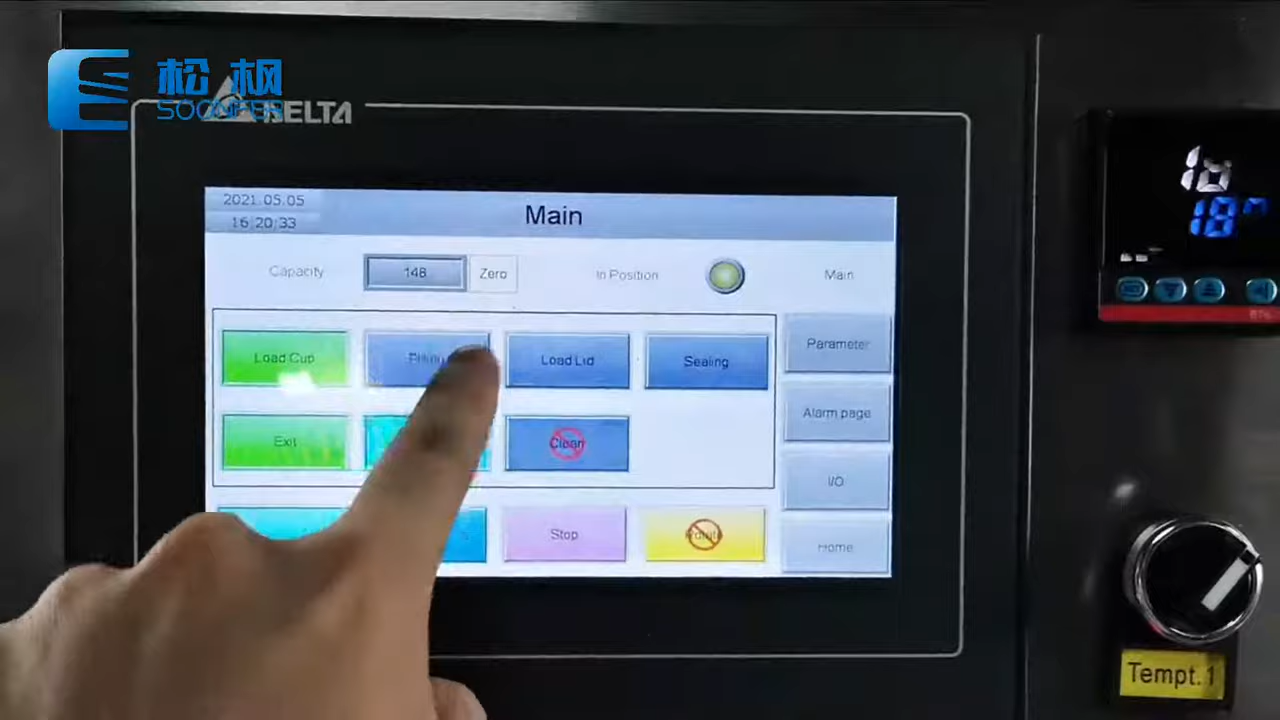 松枫
SOONFER
DELTA
2021.05.05
16:20:33
Main
Capacity
148
Zero
In Position
Main
Load Cup
Load Lid
Sealing
Parameter
Exit
Clean
Alarm page
I/O
Stop
Home
Tempt. 1